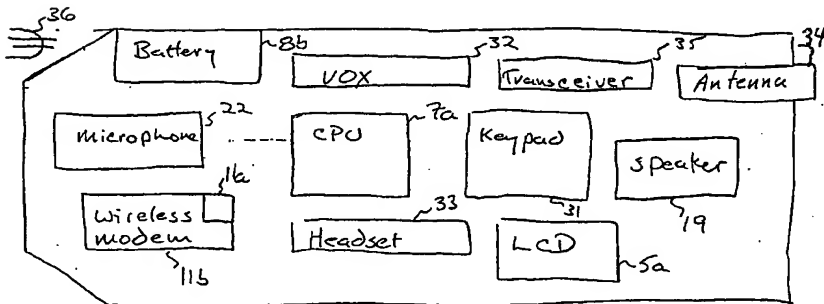 36
Battery
8b
VOX
32
Transceiver
35
Antenna
34
microphone
22
CPU
7a
Keypad
31
speaker
19
wireless
modem
11a
11b
Headset
33
LCD
5a